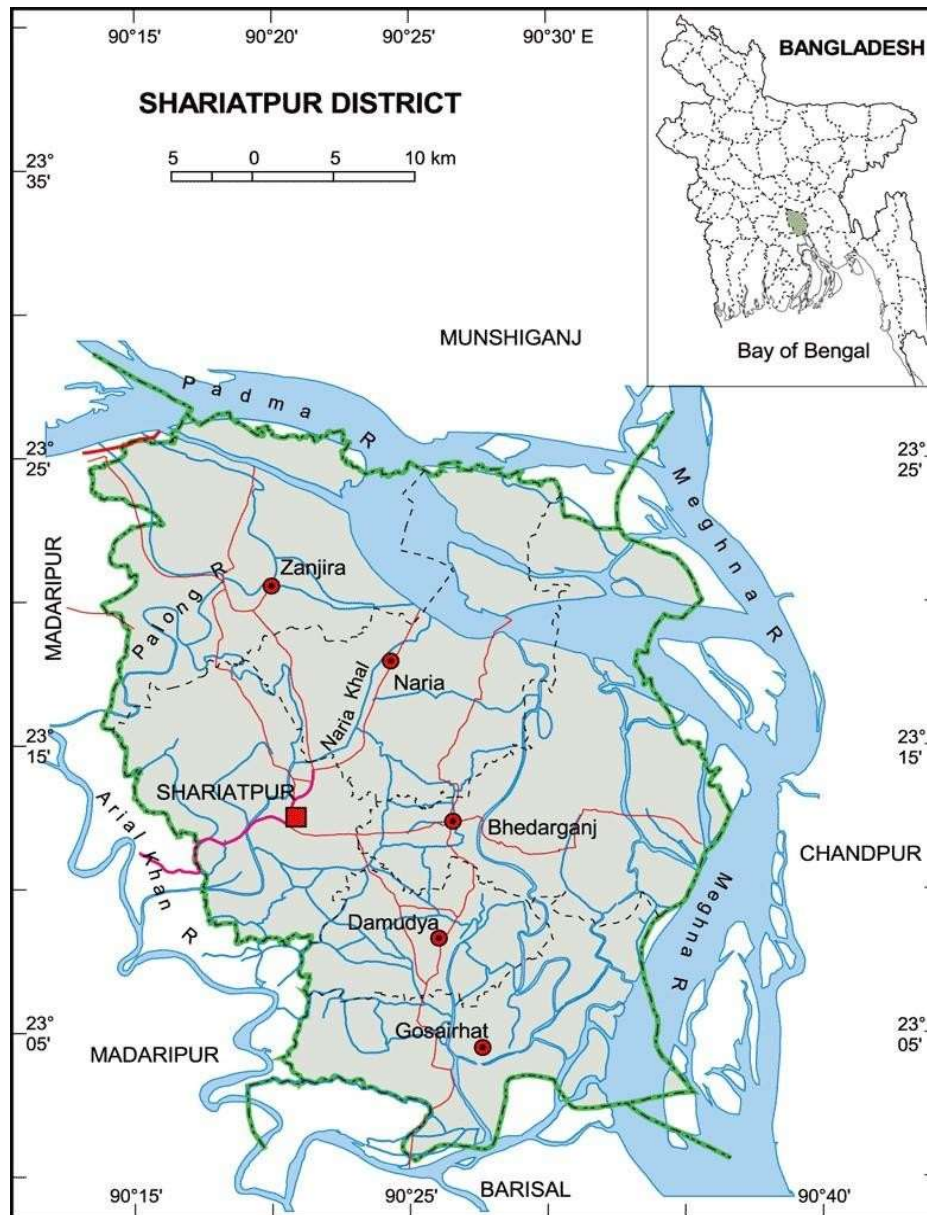 90°15' 90°20' 90°25' 90°30' E
BANGLADESH
SHARIATPUR DISTRICT
5 0 5 10 km
23°
35'
Bay of Bengal
MUNSHIGANJ
Padma R
23°
25'
23°
25'
Meghna R
MADARIPUR
Palong R
Zanjira
Naria Khal
Naria
23°
15'
23°
15'
SHARIATPUR
Arial Khan R
Bhedarganj
CHANDPUR
Meghna R
Damudya
23°
05'
Gosairhat
23°
05'
MADARIPUR
BARISAL
90°15' 90°25' 90°40'